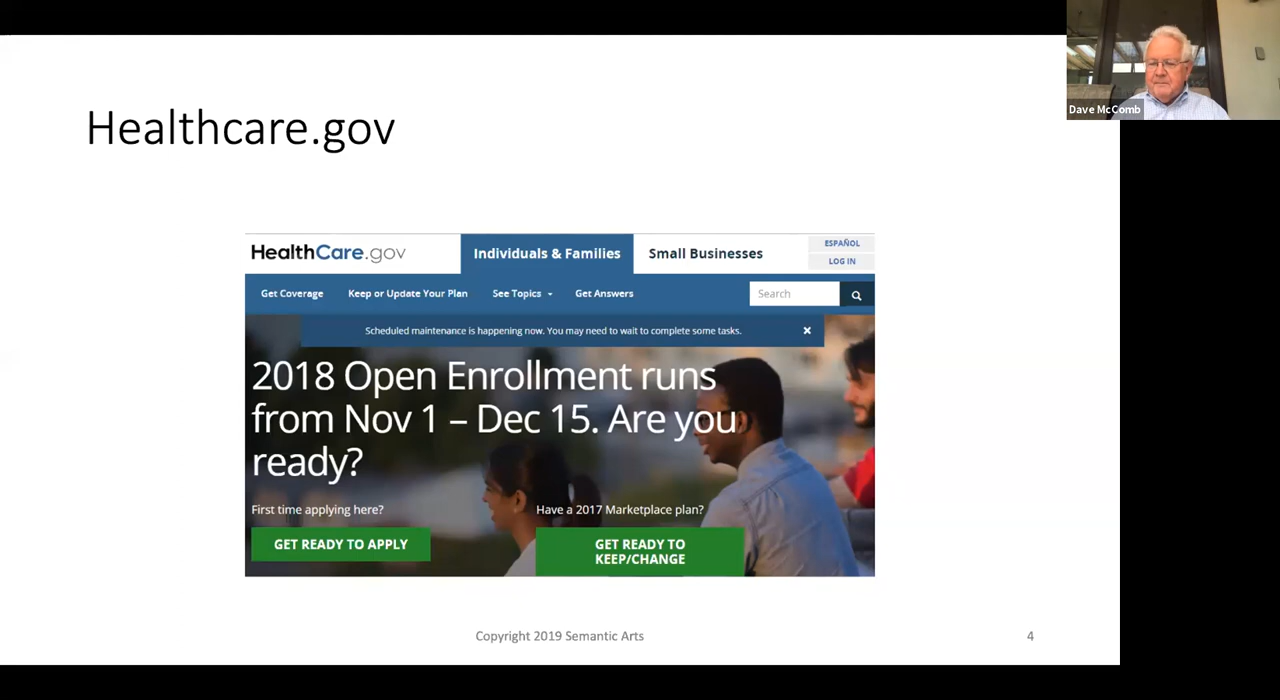 Dave McComb
Healthcare.gov
HealthCare.gov
Individuals & Families
Small Businesses
ESPAÑOL
LOG IN
Get Coverage
Keep or Update Your Plan
See Topics
Get Answers
Search
Scheduled maintenance is happening now. You may need to wait to complete some tasks.
2018 Open Enrollment runs
from Nov 1 – Dec 15. Are you
ready?
First time applying here?
GET READY TO APPLY
Have a 2017 Marketplace plan?
GET READY TO
KEEP/CHANGE
Copyright 2019 Semantic Arts
4